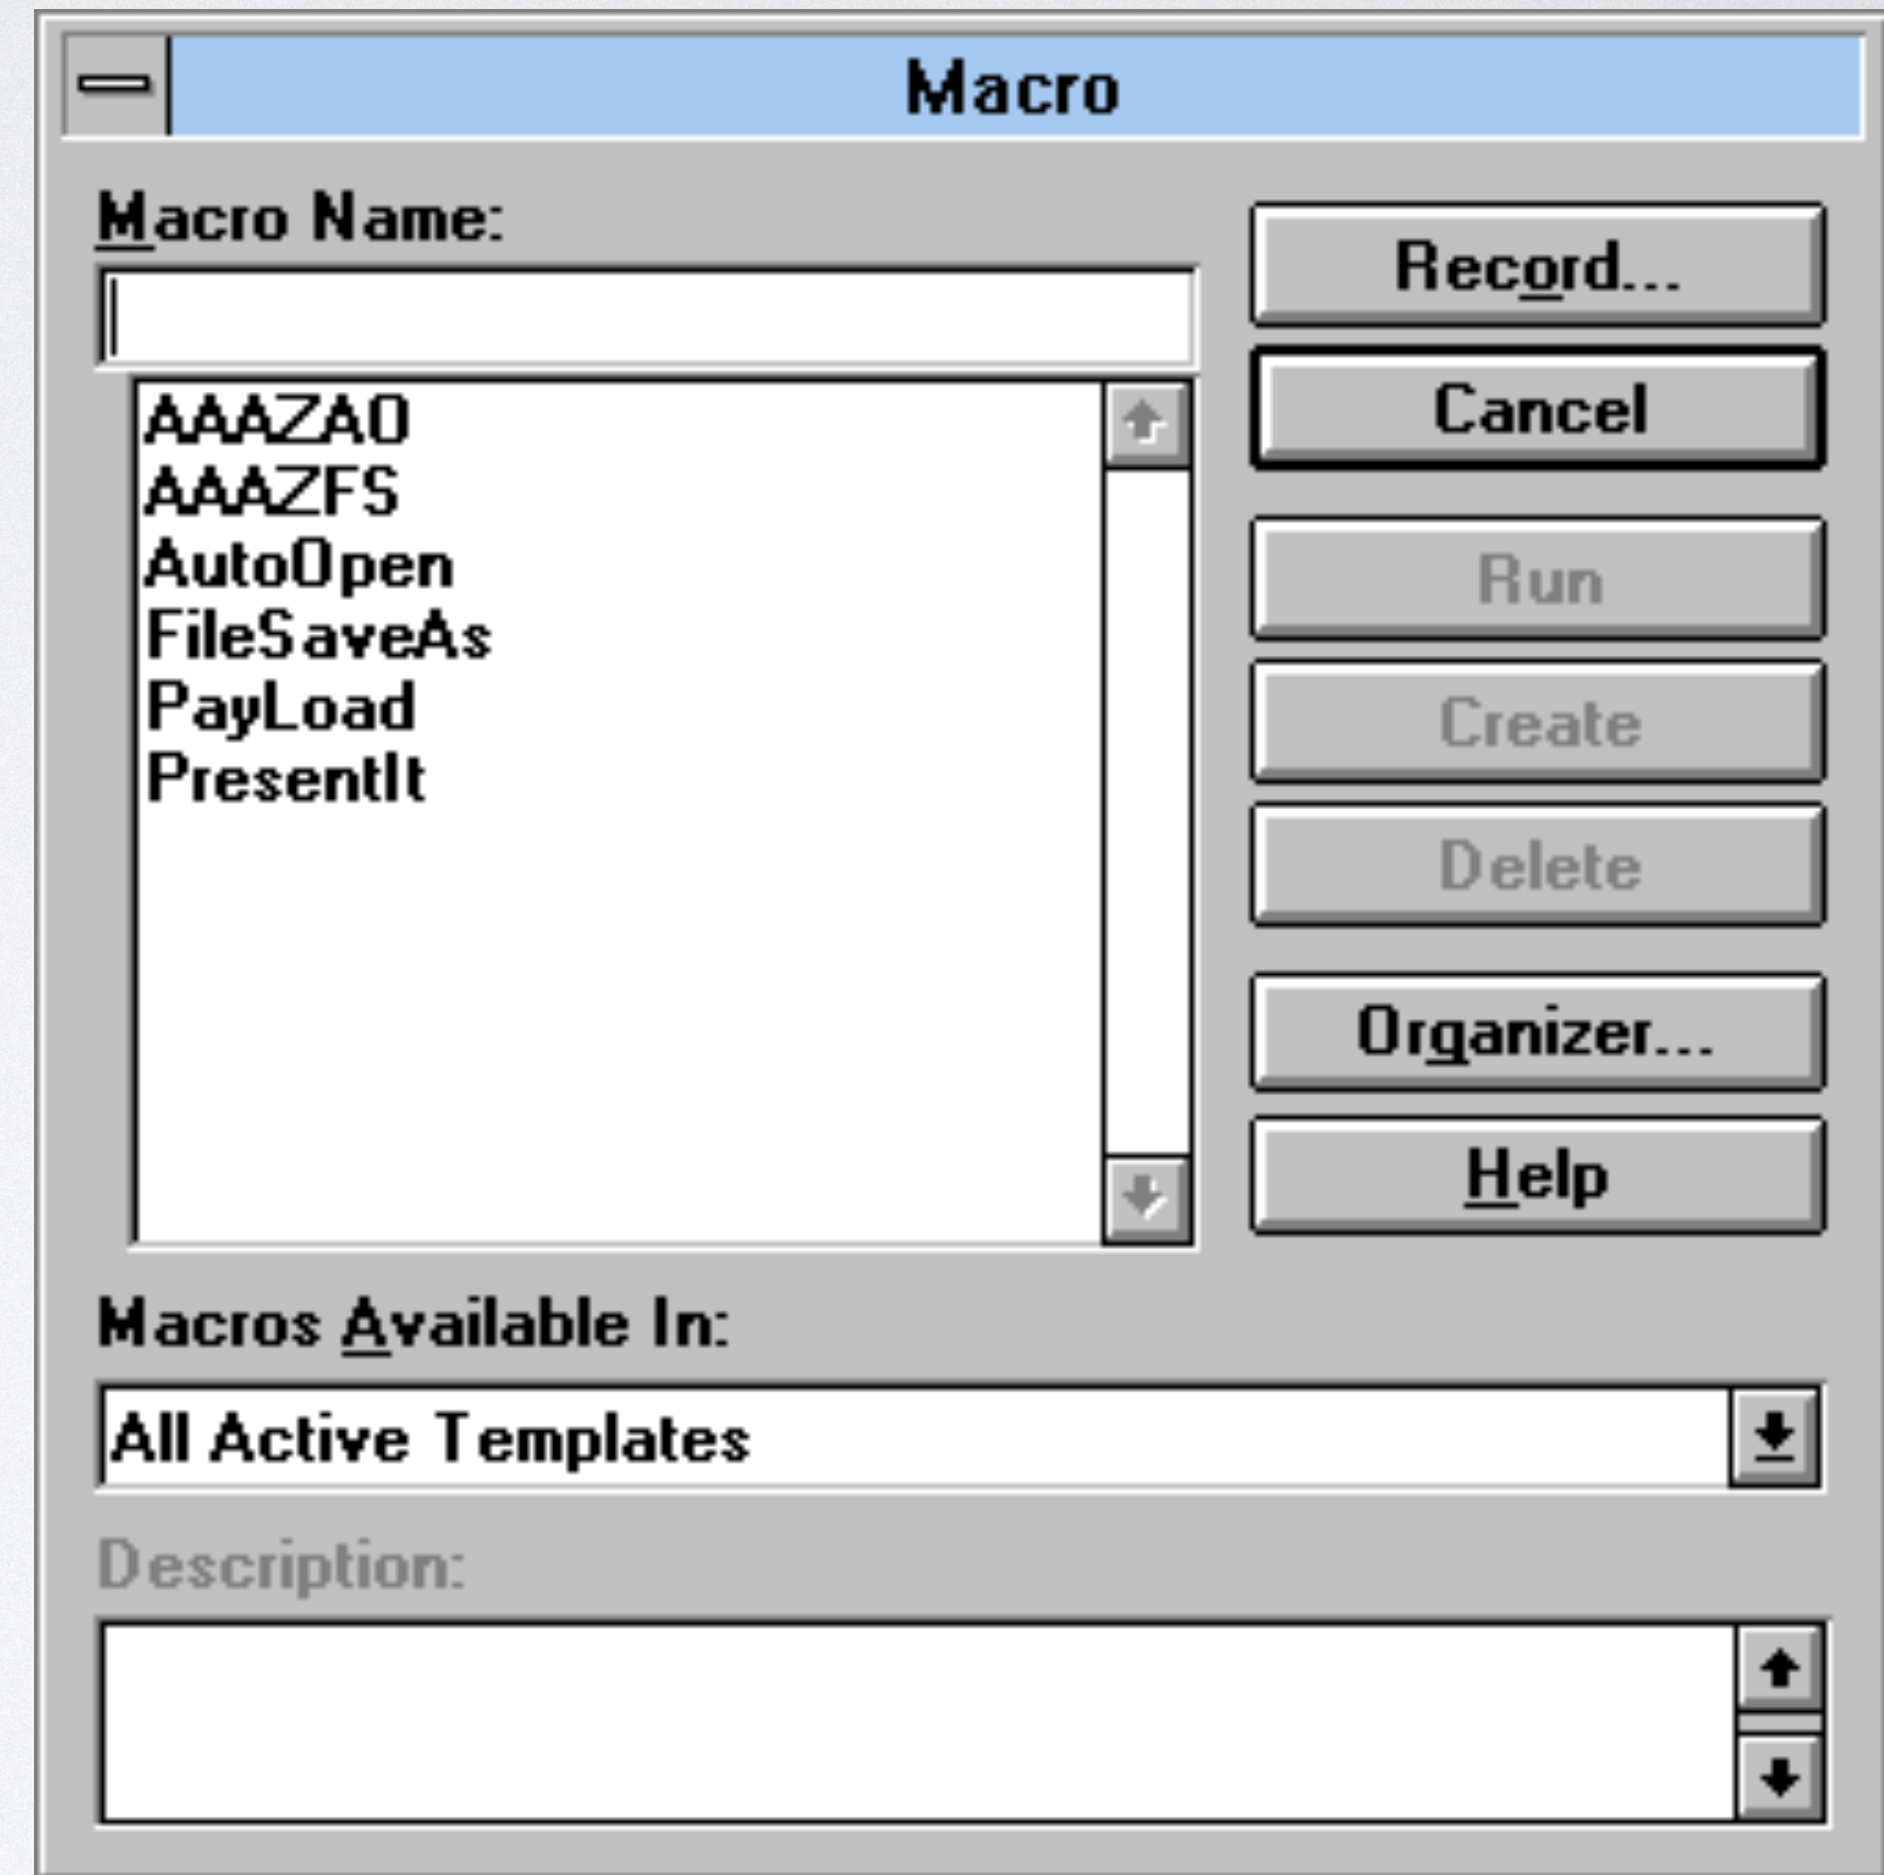 Macro
Macro Name:
Record...
Cancel
AAAZAO
AAAZFS
AutoOpen
FileSaveAs
PayLoad
PresentIt
Run
Create
Delete
Organizer...
Help
Macros Available In:
All Active Templates
Description: